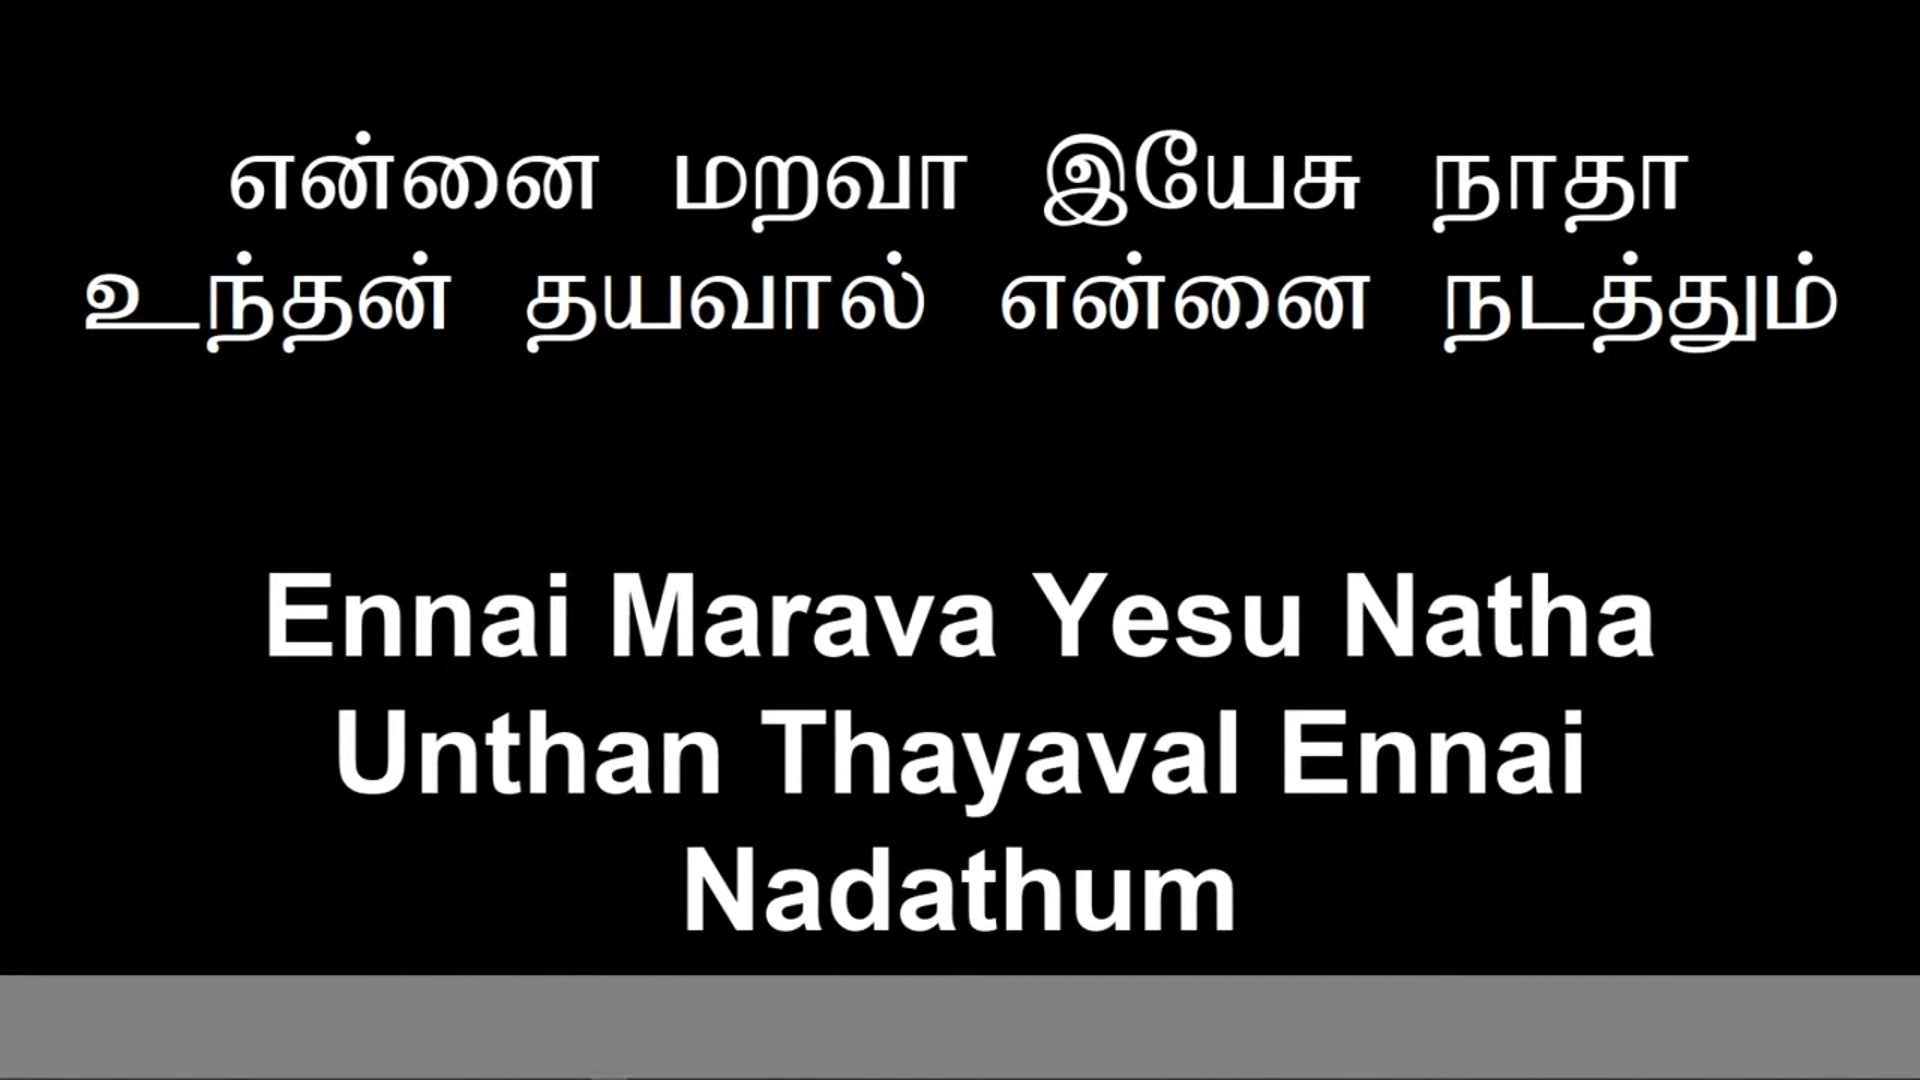 என்னை மறவா இயேசு நாதா
உந்தன் தயவால் என்னை நடத்தும்
Ennai Marava Yesu Natha
Unthan Thayaval Ennai
Nadathum